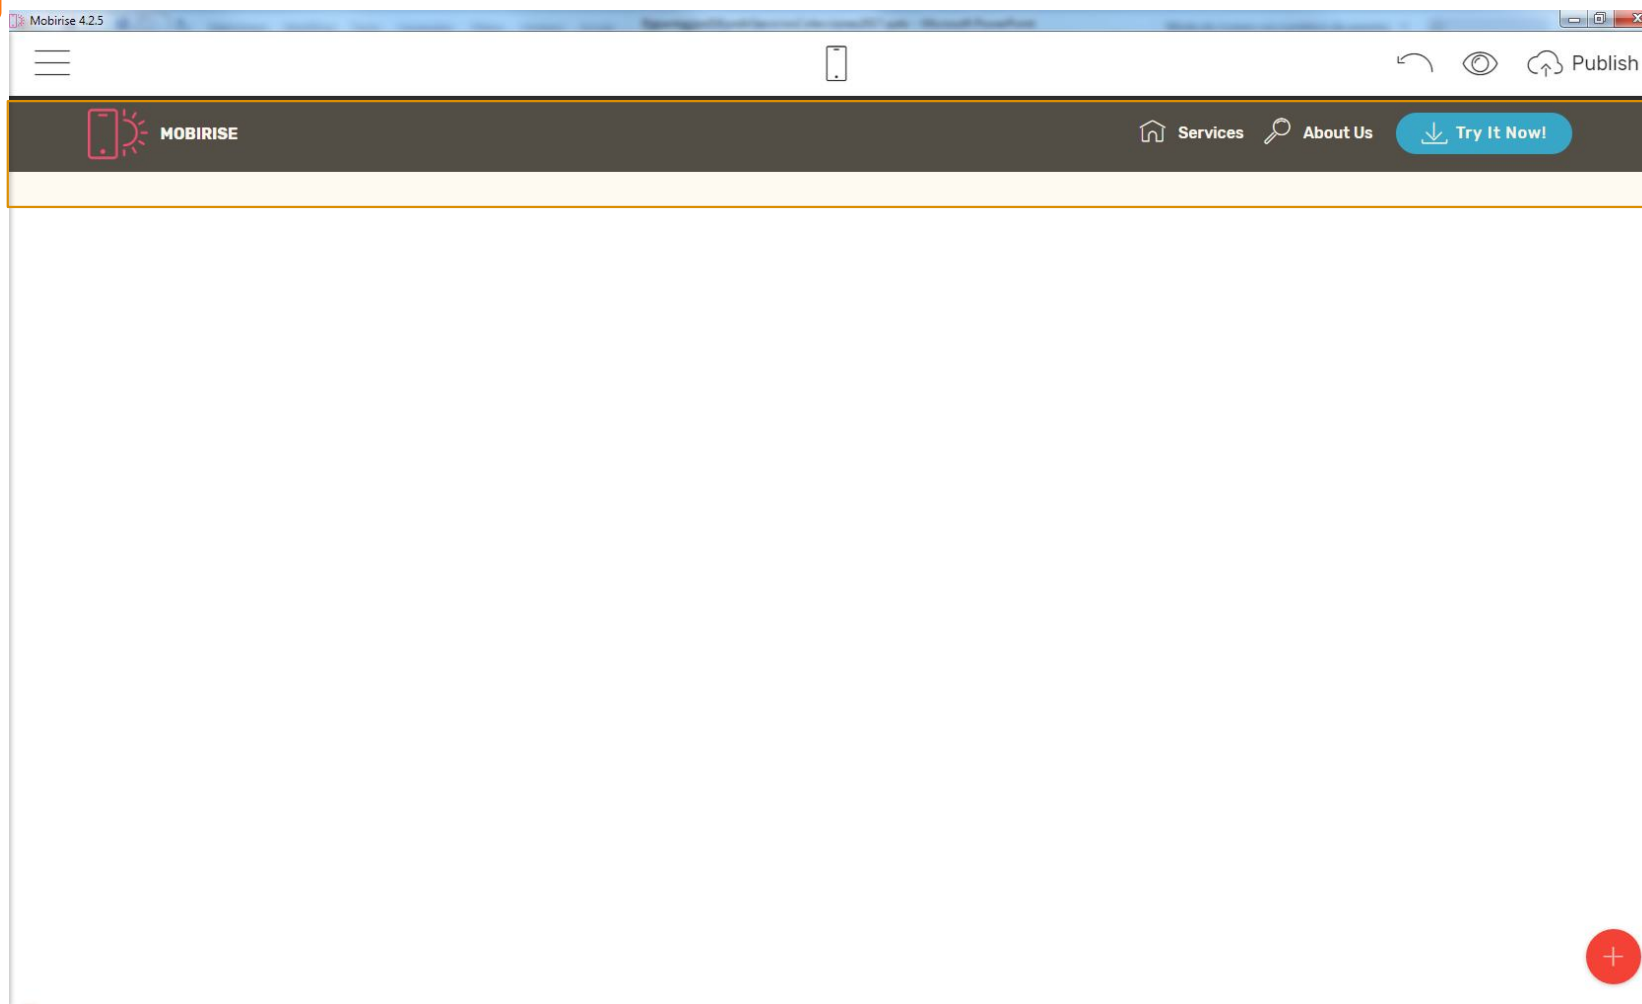 Mobirise 4.2.5
Publish
MOBIRISE
Services
About Us
Try It Now!